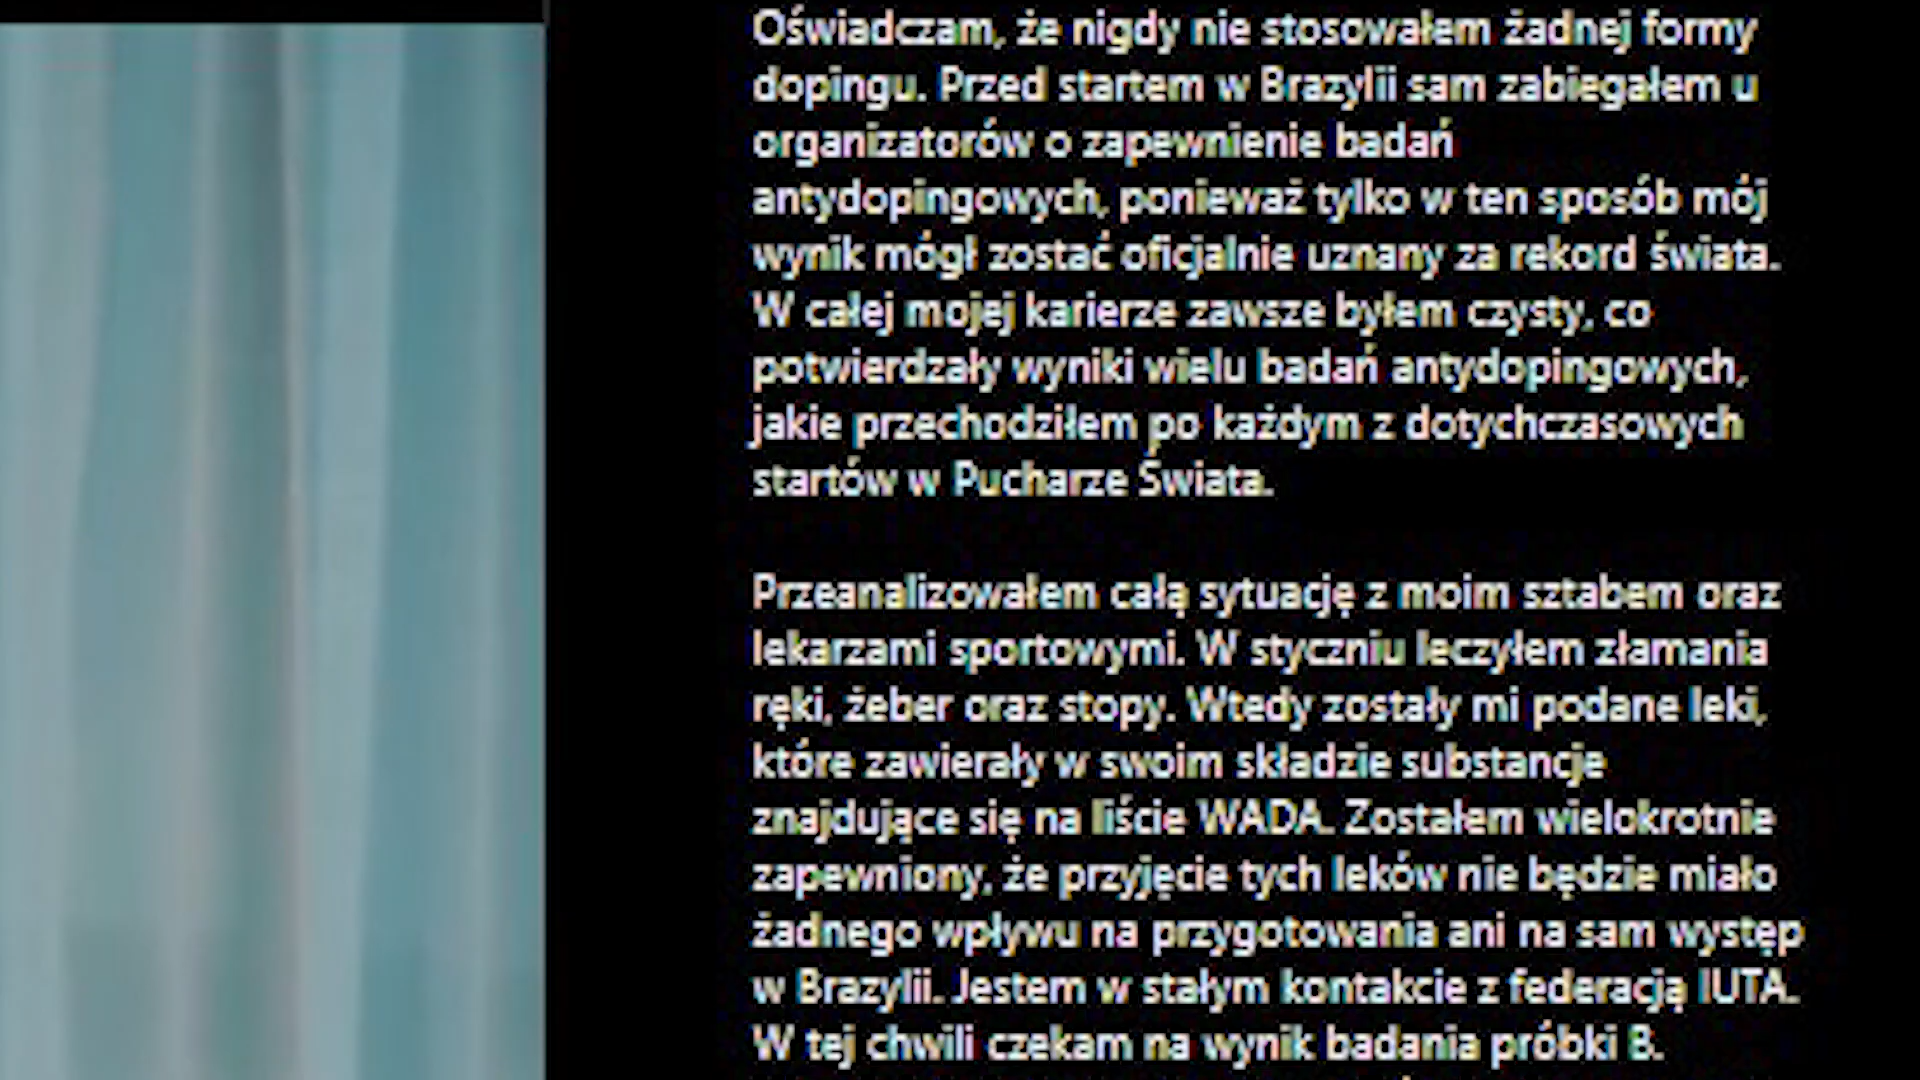 Oświadczam, że nigdy nie stosowałem żadnej formy
dopingu. Przed startem w Brazylii sam zabiegałem u
organizatorów o zapewnienie badań
antydopingowych, ponieważ tylko w ten sposób mój
wynik mógł zostać oficjalnie uznany za rekord świata.
W całej mojej karierze zawsze byłem czysty, co
potwierdzały wyniki wielu badań antydopingowych,
jakie przechodziłem po każdym z dotychczasowych
startów w Pucharze Świata.
Przeanalizowałem całą sytuację z moim sztabem oraz
lekarzami sportowymi. W styczniu leczyłem złamania
ręki, żeber oraz stopy. Wtedy zostały mi podane leki,
które zawierały w swoim składzie substancje
znajdujące się na liście WADA. Zostałem wielokrotnie
zapewniony, że przyjęcie tych leków nie będzie miało
żadnego wpływu na przygotowania ani na sam występ
w Brazylii. Jestem w stałym kontakcie z federacją IUTA.
W tej chwili czekam na wynik badania próbki B.